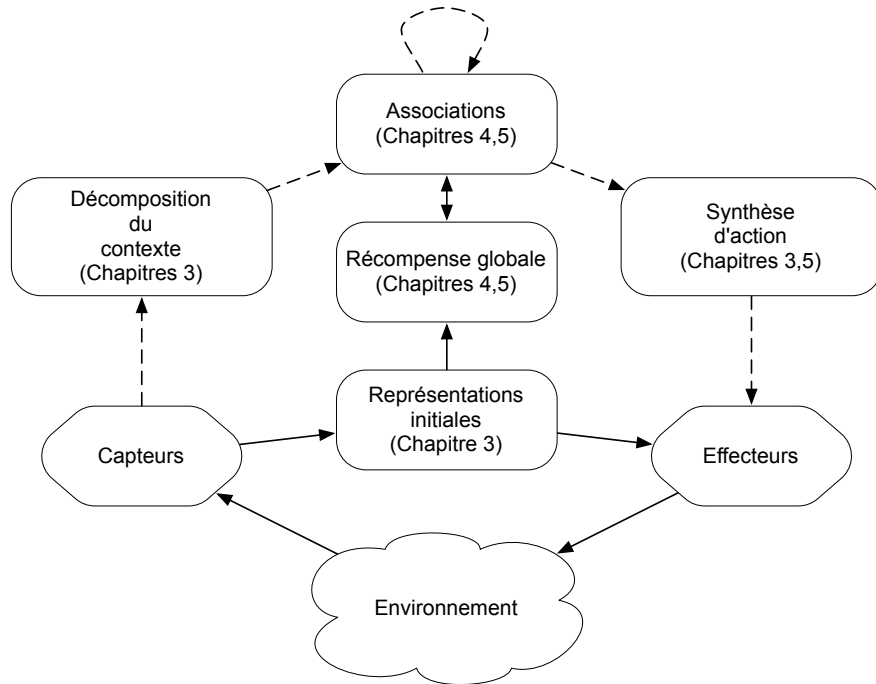 Associations
(Chapitres 4,5)
Décomposition
du
contexte
(Chapitres 3)
Récompense globale
(Chapitres 4,5)
Synthèse
d'action
(Chapitres 3,5)
Capteurs
Représentations
initiales
(Chapitre 3)
Effecteurs
Environnement